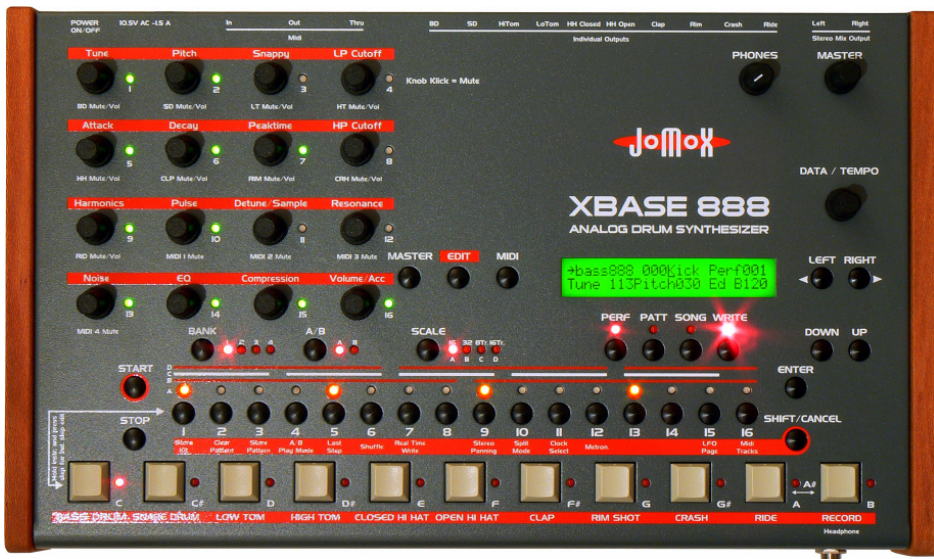 POWER ON/OFF
10.5V AC -1.5 A
In Out Thru
Midi
BD SD HiTom LoTom HH Closed HH Open Clap Rim Crash Ride
Individual Outputs
Left Right
Stereo Mix Output
PHONES
MASTER
Tune Pitch Snappy LP Cutoff
1 2 3 4
Knob Klick = Mute
BD Mute/Vol SD Mute/Vol LT Mute/Vol HT Mute/Vol
Attack Decay Peaktime HP Cutoff
5 6 7 8
HH Mute/Vol CLP Mute/Vol RIM Mute/Vol CRH Mute/Vol
JoMoX
DATA / TEMPO
Harmonics Pulse Detune/Sample Resonance
9 10 11 12
RID Mute/Vol MIDI 1 Mute MIDI 2 Mute MIDI 3 Mute
XBASE 888
ANALOG DRUM SYNTHESIZER
MASTER EDIT MIDI
LEFT RIGHT
→bass888 000Kick Perf001
Tune 113Pitch030 Ed B120
Noise EQ Compression Volume/Acc
13 14 15 16
MIDI 4 Mute
PERF PATT SONG WRITE
DOWN UP
BANK
1 2 3 4
A/B
A B
SCALE
16 32 8Tr. 16Tr.
A B C D
START
D
C
B
A
ENTER
STOP
1 2 3 4 5 6 7 8 9 10 11 12 13 14 15 16
SHIFT/CANCEL
Store Kit
Clear Pattern
Store Pattern
A/B Play Mode
Last Step
Shuffle
Real Time Write
Stereo Panning
Split Mode
Clock Select
Metron.
LFO Page
Midi Tracks
C C# D D# E F F# G G# A A# B
BASS DRUM SNARE DRUM LOW TOM HIGH TOM CLOSED HI HAT OPEN HI HAT CLAP RIM SHOT CRASH RIDE RECORD
Headphone